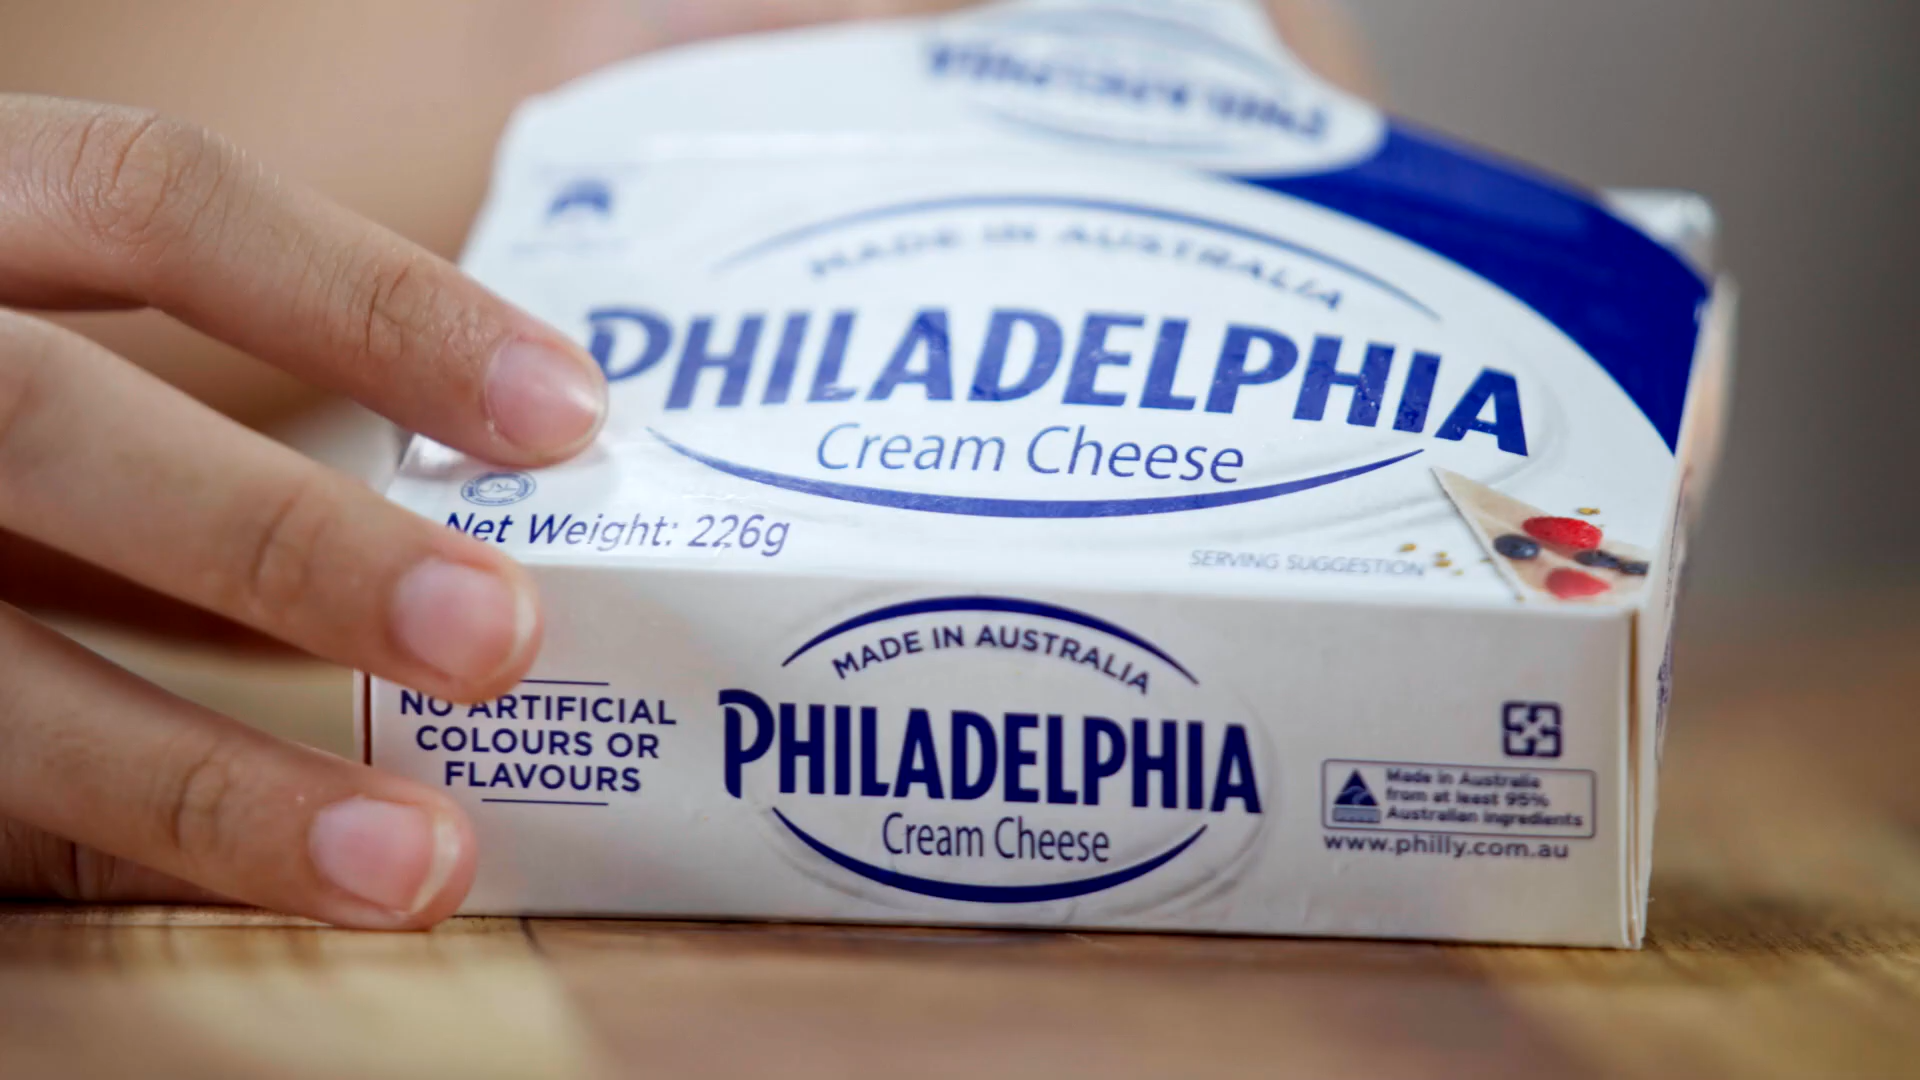 PHILADELPHIA
MADE IN AUSTRALIA
PHILADELPHIA
Cream Cheese
Net Weight: 226g
SERVING SUGGESTION
NO ARTIFICIAL
COLOURS OR
FLAVOURS
MADE IN AUSTRALIA
PHILADELPHIA
Cream Cheese
Made in Australia
from at least 95%
Australian ingredients
www.philly.com.au